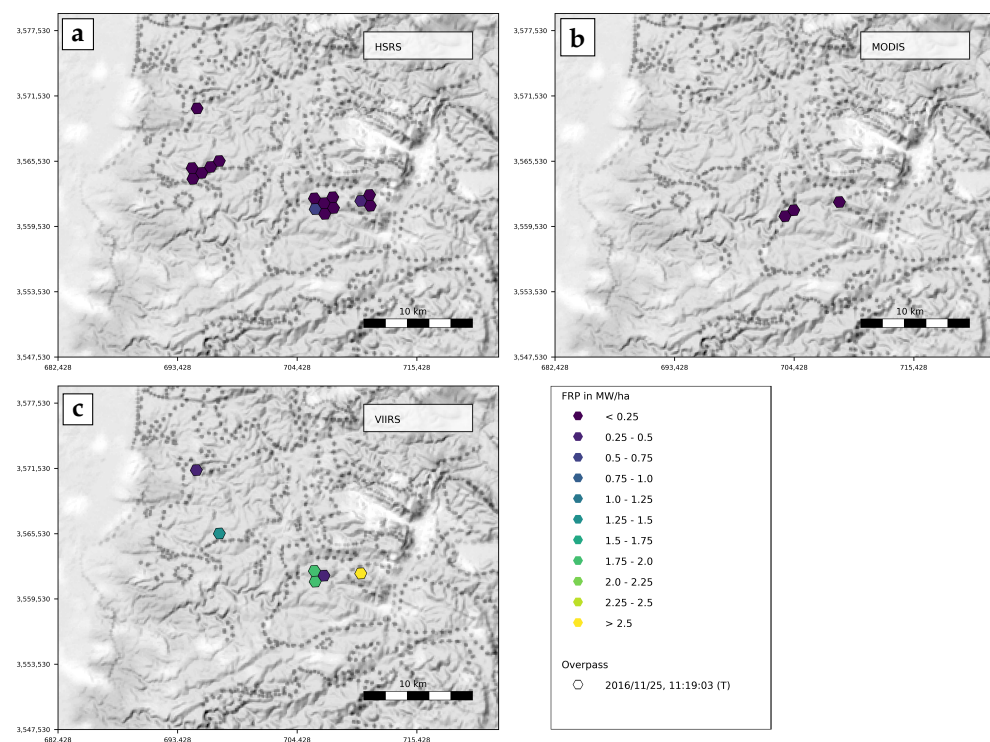 a
HSRS
3,577,530
3,571,530
3,565,530
3,559,530
3,553,530
3,547,530
10 km
682,428
693,428
704,428
715,428
b
MODIS
3,577,530
3,571,530
3,565,530
3,559,530
3,553,530
3,547,530
10 km
682,428
693,428
704,428
715,428
c
VIIRS
3,577,530
3,571,530
3,565,530
3,559,530
3,553,530
3,547,530
10 km
682,428
693,428
704,428
715,428
FRP in MW/ha
< 0.25
0.25 - 0.5
0.5 - 0.75
0.75 - 1.0
1.0 - 1.25
1.25 - 1.5
1.5 - 1.75
1.75 - 2.0
2.0 - 2.25
2.25 - 2.5
> 2.5
Overpass
2016/11/25, 11:19:03 (T)